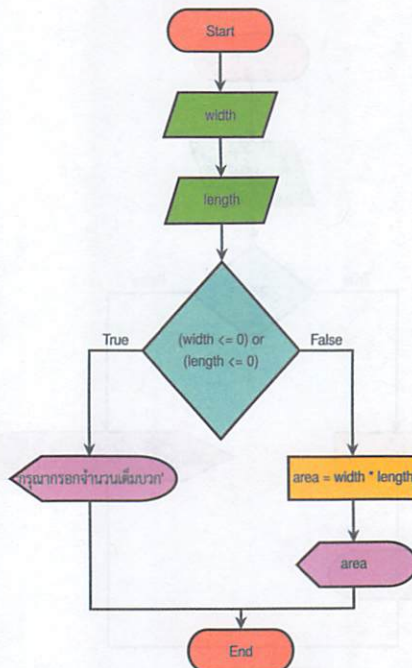 Start
width
length
True
(width <= 0) or
(length <= 0)
False
'กรุณากรอกจำนวนเต็มบวก'
area = width * length
area
End